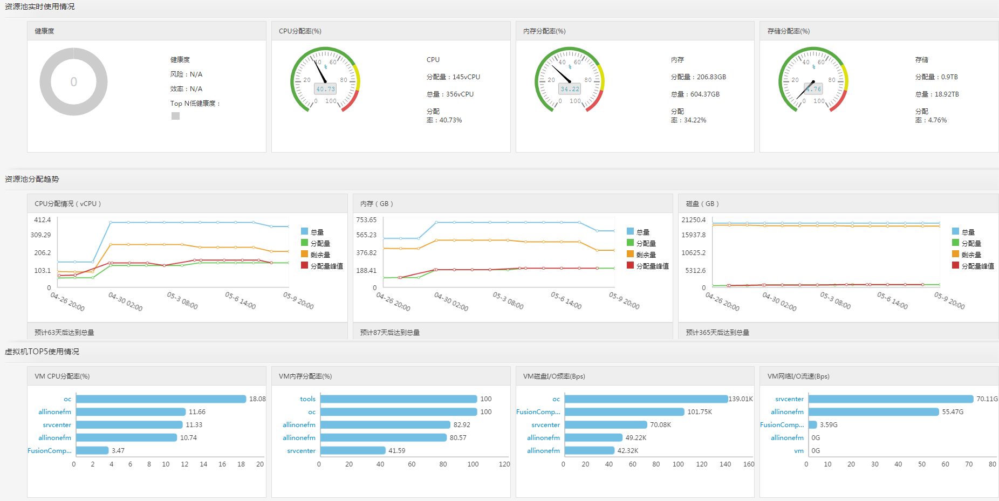 资源池实时使用情况
健康度
0
健康度
风险：N/A
效率：N/A
Top N低健康度：
CPU分配率(%)
0 20 40 60 80 100
%
40.73
CPU
分配量：145vCPU
总量：356vCPU
分配
率：40.73%
内存分配率(%)
0 20 40 60 80 100
%
34.22
内存
分配量：206.83GB
总量：604.37GB
分配
率：34.22%
存储分配率(%)
0 20 40 60 80 100
%
4.76
存储
分配量：0.9TB
总量：18.92TB
分配
率：4.76%
资源池分配趋势
CPU分配情况（vCPU）
412.4
309.29
206.2
103.1
0
04-26 20:00
04-30 02:00
05-3 08:00
05-6 14:00
05-9 20:00
总量
分配量
剩余量
分配量峰值
预计63天后达到总量
内存（GB）
753.65
565.23
376.82
188.41
0
04-26 20:00
04-30 02:00
05-3 08:00
05-6 14:00
05-9 20:00
总量
分配量
剩余量
分配量峰值
预计87天后达到总量
磁盘（GB）
21250.4
15937.8
10625.2
5312.6
0
04-26 20:00
04-30 02:00
05-3 08:00
05-6 14:00
05-9 20:00
总量
分配量
剩余量
分配量峰值
预计365天后达到总量
虚拟机TOP5使用情况
VM CPU分配率(%)
oc 18.08
allinonefm 11.66
srvcenter 11.33
allinonefm 10.74
FusionComp... 3.47
0 2 4 6 8 10 12 14 16 18 20
VM内存分配率(%)
tools 100
oc 100
allinonefm 82.92
allinonefm 80.57
srvcenter 41.59
0 20 40 60 80 100 120
VM磁盘I/O频率(Bps)
oc 139.01K
FusionComp... 101.75K
srvcenter 70.08K
allinonefm 49.22K
allinonefm 42.32K
0 20 40 60 80 100 120 140 160
VM网络I/O流速(Bps)
srvcenter 70.11G
allinonefm 55.47G
FusionComp... 3.59G
allinonefm 0G
vm 0G
0 10 20 30 40 50 60 70 80